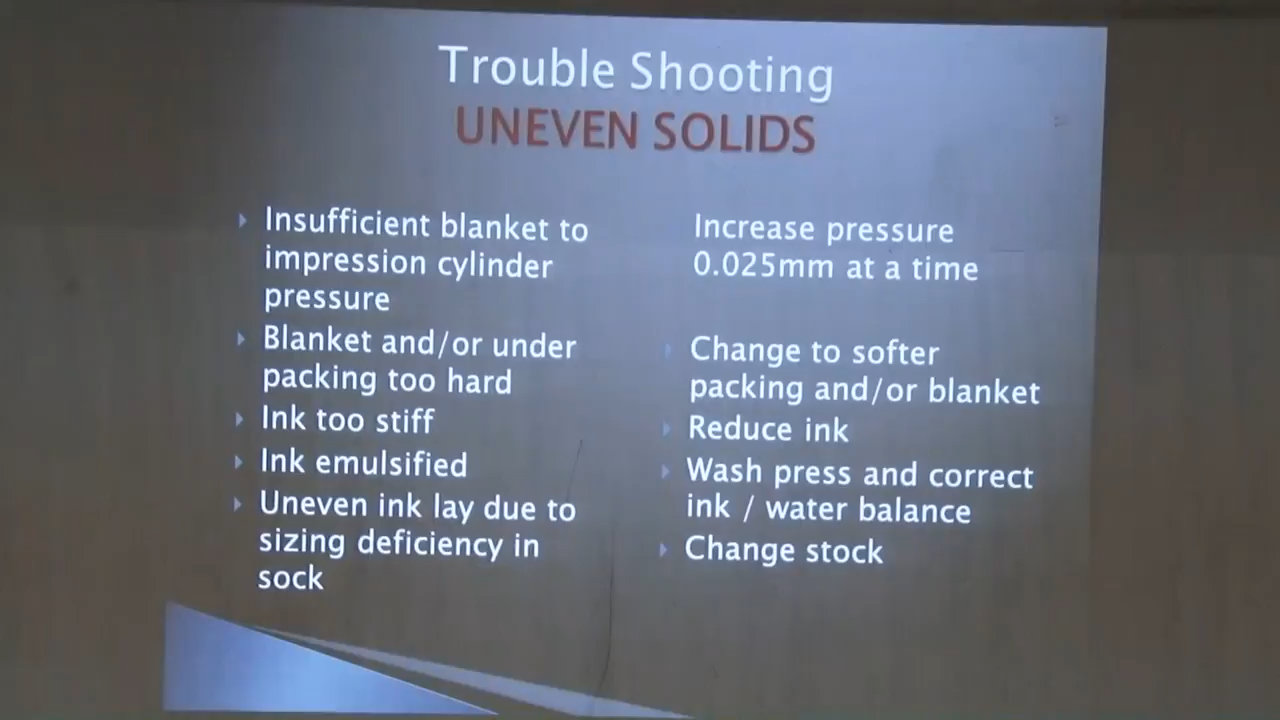 Trouble Shooting
UNEVEN SOLIDS
Insufficient blanket to
impression cylinder
pressure
Blanket and/or under
packing too hard
Ink too stiff
Ink emulsified
Uneven ink lay due to
sizing deficiency in
sock
Increase pressure
0.025mm at a time
Change to softer
packing and/or blanket
Reduce ink
Wash press and correct
ink / water balance
Change stock